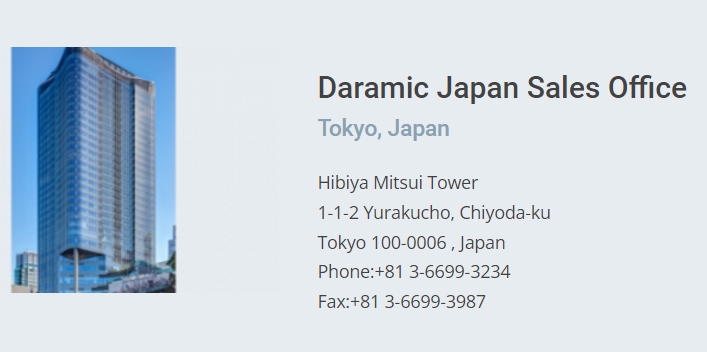 Daramic Japan Sales Office
Tokyo, Japan
Hibiya Mitsui Tower
1-1-2 Yurakucho, Chiyoda-ku
Tokyo 100-0006 , Japan
Phone:+81 3-6699-3234
Fax:+81 3-6699-3987